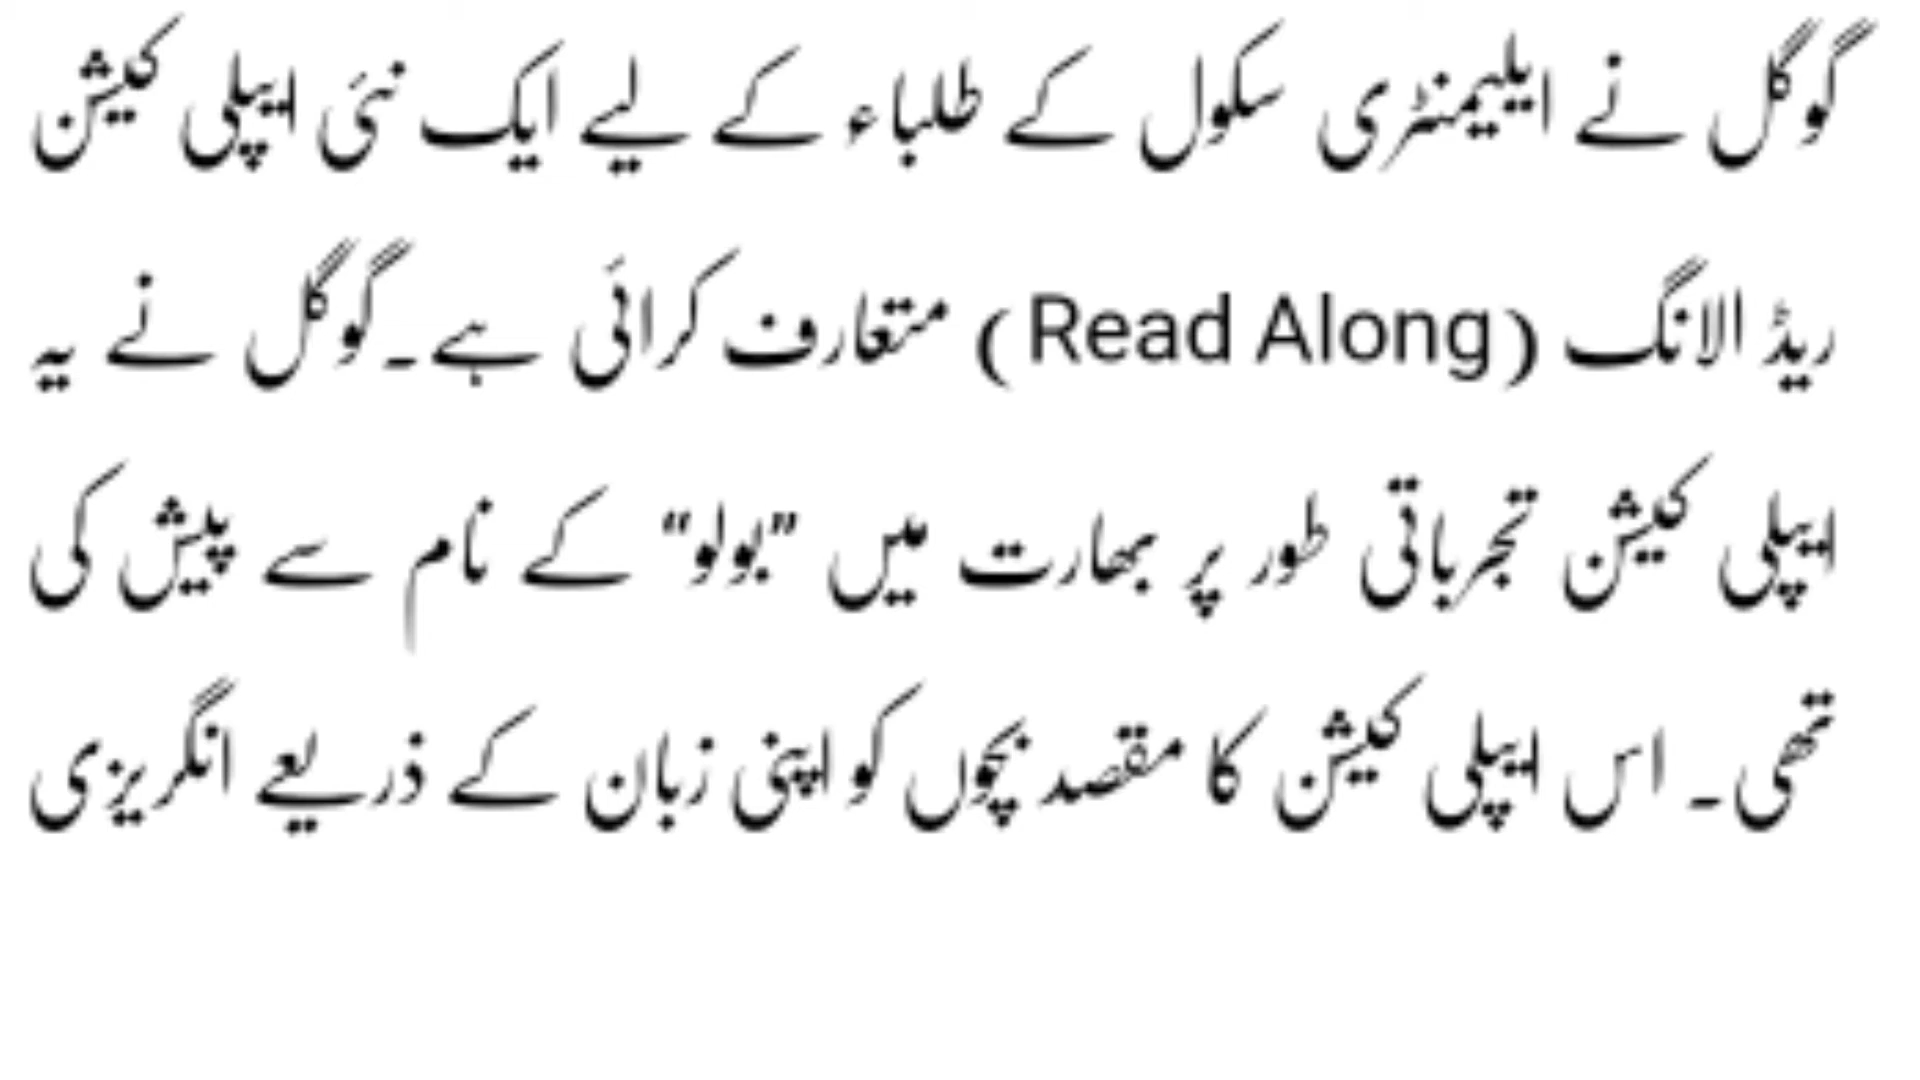 گوگل نے ایلیمنٹری سکول کے طلباء کے لیے ایک نئی ایپلی کیشن
ریڈ الانگ (Read Along) متعارف کرائی ہے۔گوگل نے یہ
ایپلی کیشن تجرباتی طور پر بھارت میں ”بولو“ کے نام سے پیش کی
تھی۔ اس ایپلی کیشن کا مقصد بچوں کو اپنی زبان کے ذریعے انگریزی